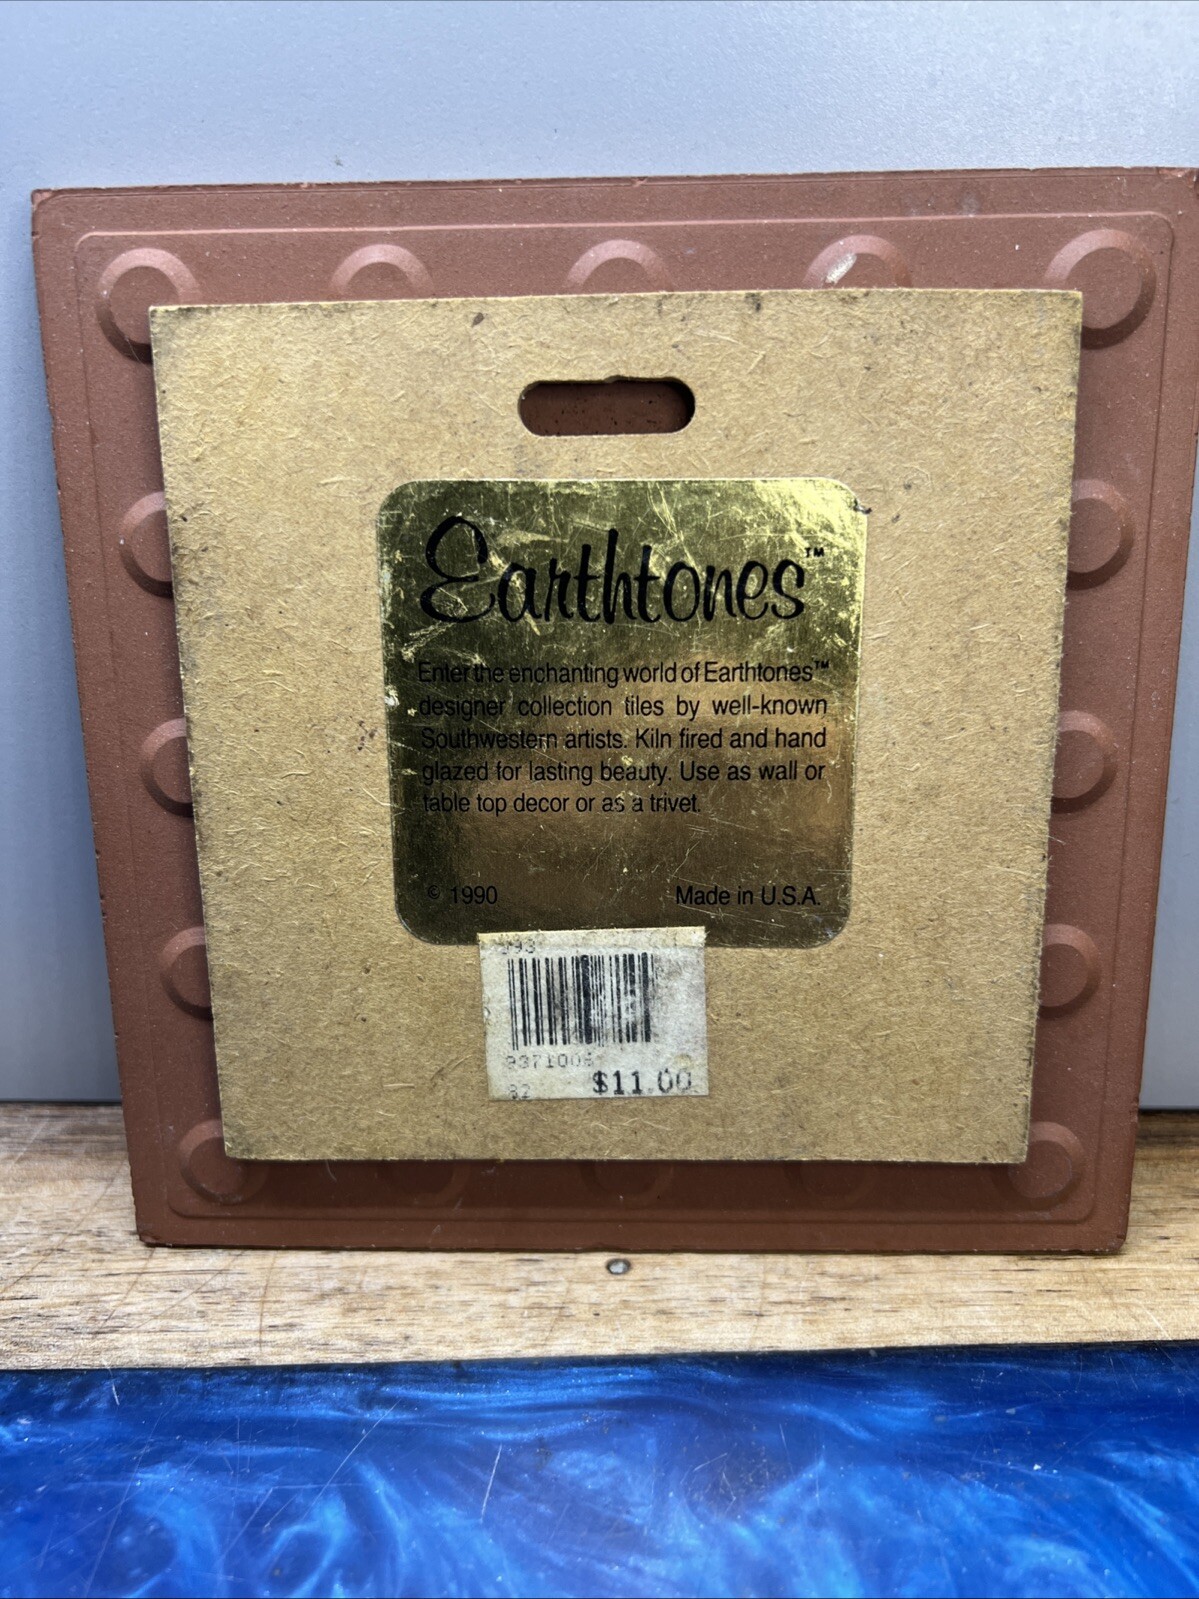 Earthtones™
Enter the enchanting world of Earthtones™
designer collection tiles by well-known
Southwestern artists. Kiln fired and hand
glazed for lasting beauty. Use as wall or
table top decor or as a trivet.
© 1990 Made in U.S.A.
$11.00